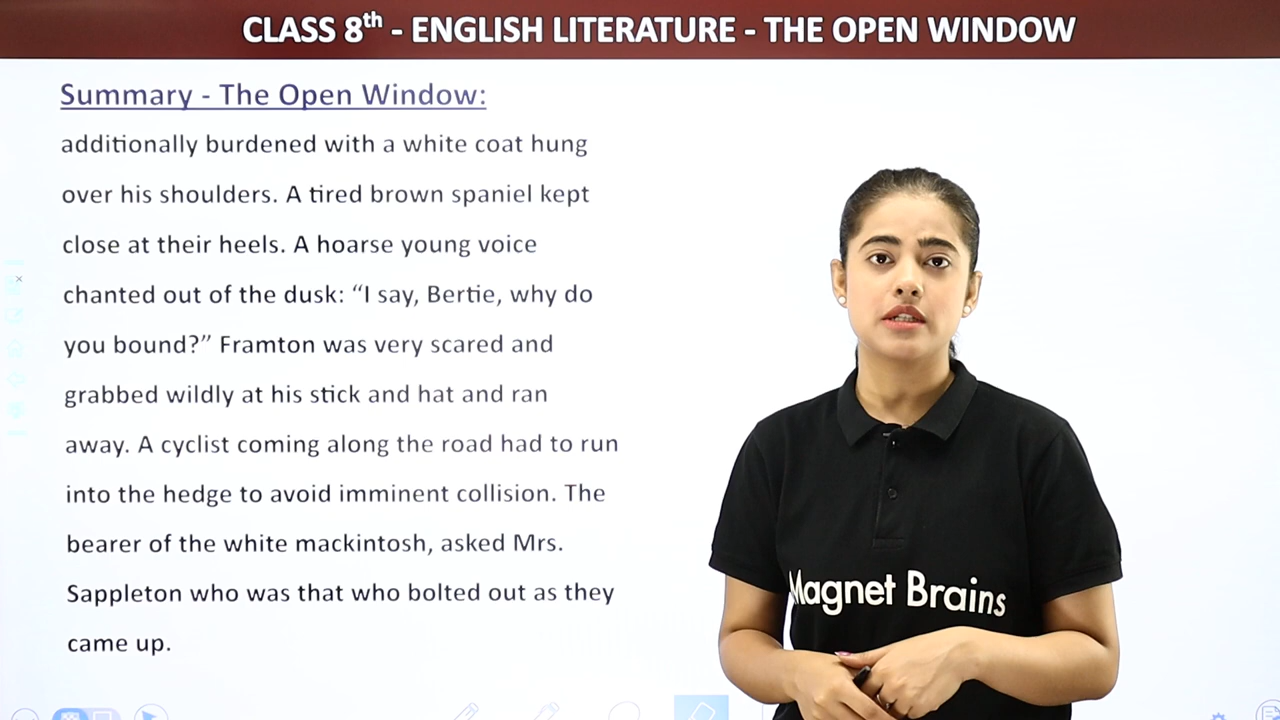 CLASS 8th - ENGLISH LITERATURE - THE OPEN WINDOW
Summary - The Open Window:
additionally burdened with a white coat hung
over his shoulders. A tired brown spaniel kept
close at their heels. A hoarse young voice
chanted out of the dusk: “I say, Bertie, why do
you bound?” Framton was very scared and
grabbed wildly at his stick and hat and ran
away. A cyclist coming along the road had to run
into the hedge to avoid imminent collision. The
bearer of the white mackintosh, asked Mrs.
Sappleton who was that who bolted out as they
came up.
Magnet Brains